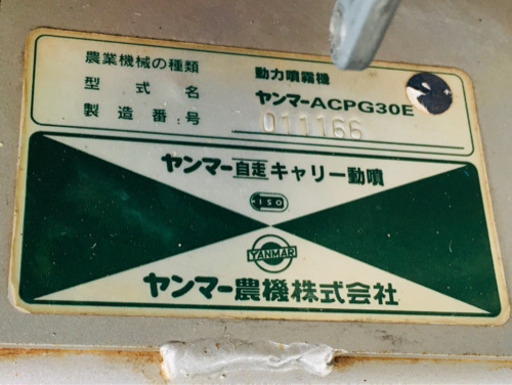 農業機械の種類 動力噴霧機
型式名 ヤンマーACPG30E
製造番号 011166
ヤンマー自走キャリー動噴
ISO
YANMAR
ヤンマー農機株式会社